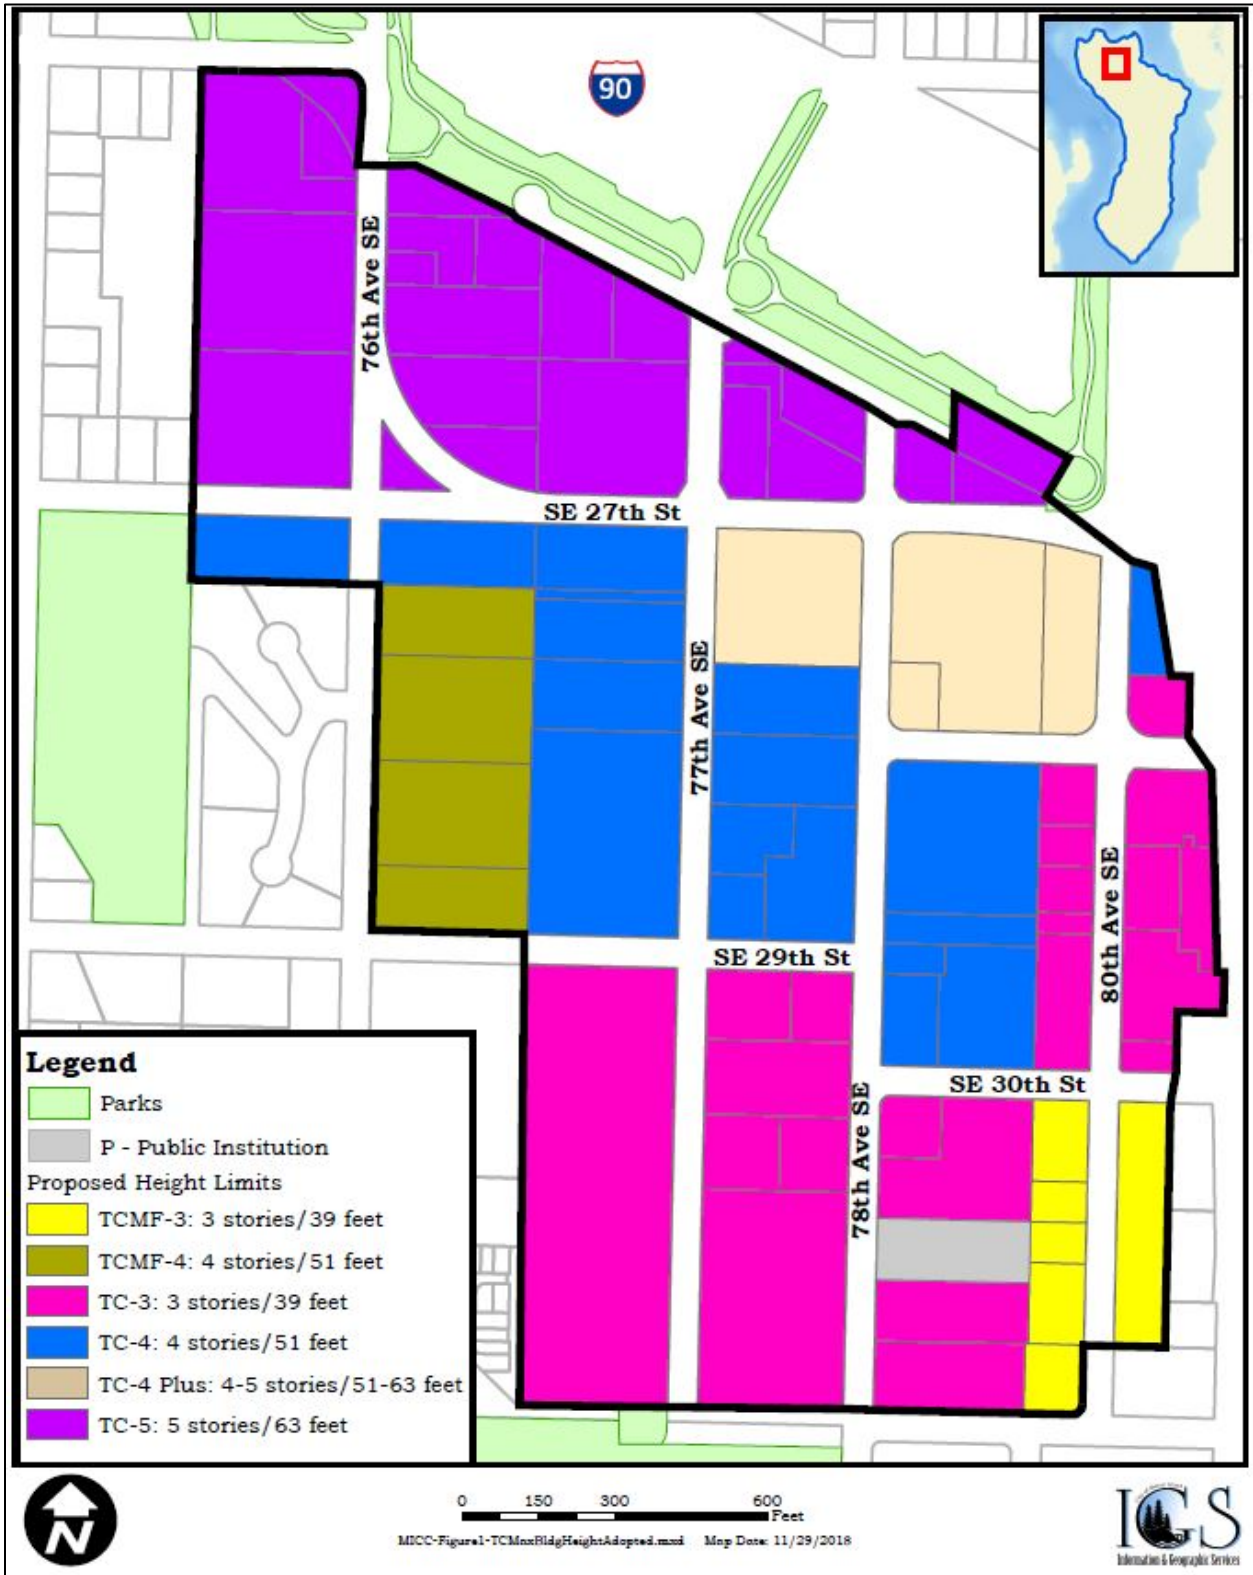 90
76th Ave SE
SE 27th St
77th Ave SE
SE 29th St
80th Ave SE
SE 30th St
78th Ave SE
Legend
Parks
P - Public Institution
Proposed Height Limits
TCMF-3: 3 stories/39 feet
TCMF-4: 4 stories/51 feet
TC-3: 3 stories/39 feet
TC-4: 4 stories/51 feet
TC-4 Plus: 4-5 stories/51-63 feet
TC-5: 5 stories/63 feet
N
0 150 300 600
Feet
MICC-Figure1-TCMaxBldgHeightAdopted.mxd Map Date: 11/29/2018
IGS
Information & Geographic Services